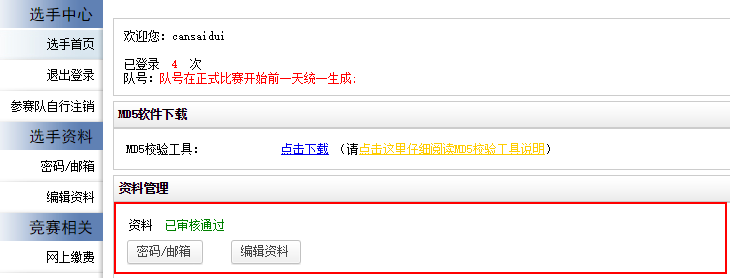 选手中心
选手首页
退出登录
参赛队自行注销
选手资料
密码/邮箱
编辑资料
竞赛相关
网上缴费
欢迎您：cansaidui
已登录 4 次
队号：队号在正式比赛开始前一天统一生成；
MD5软件下载
MD5校验工具： 点击下载 （请点击这里仔细阅读MD5校验工具说明）
资料管理
资料 已审核通过
密码/邮箱 编辑资料